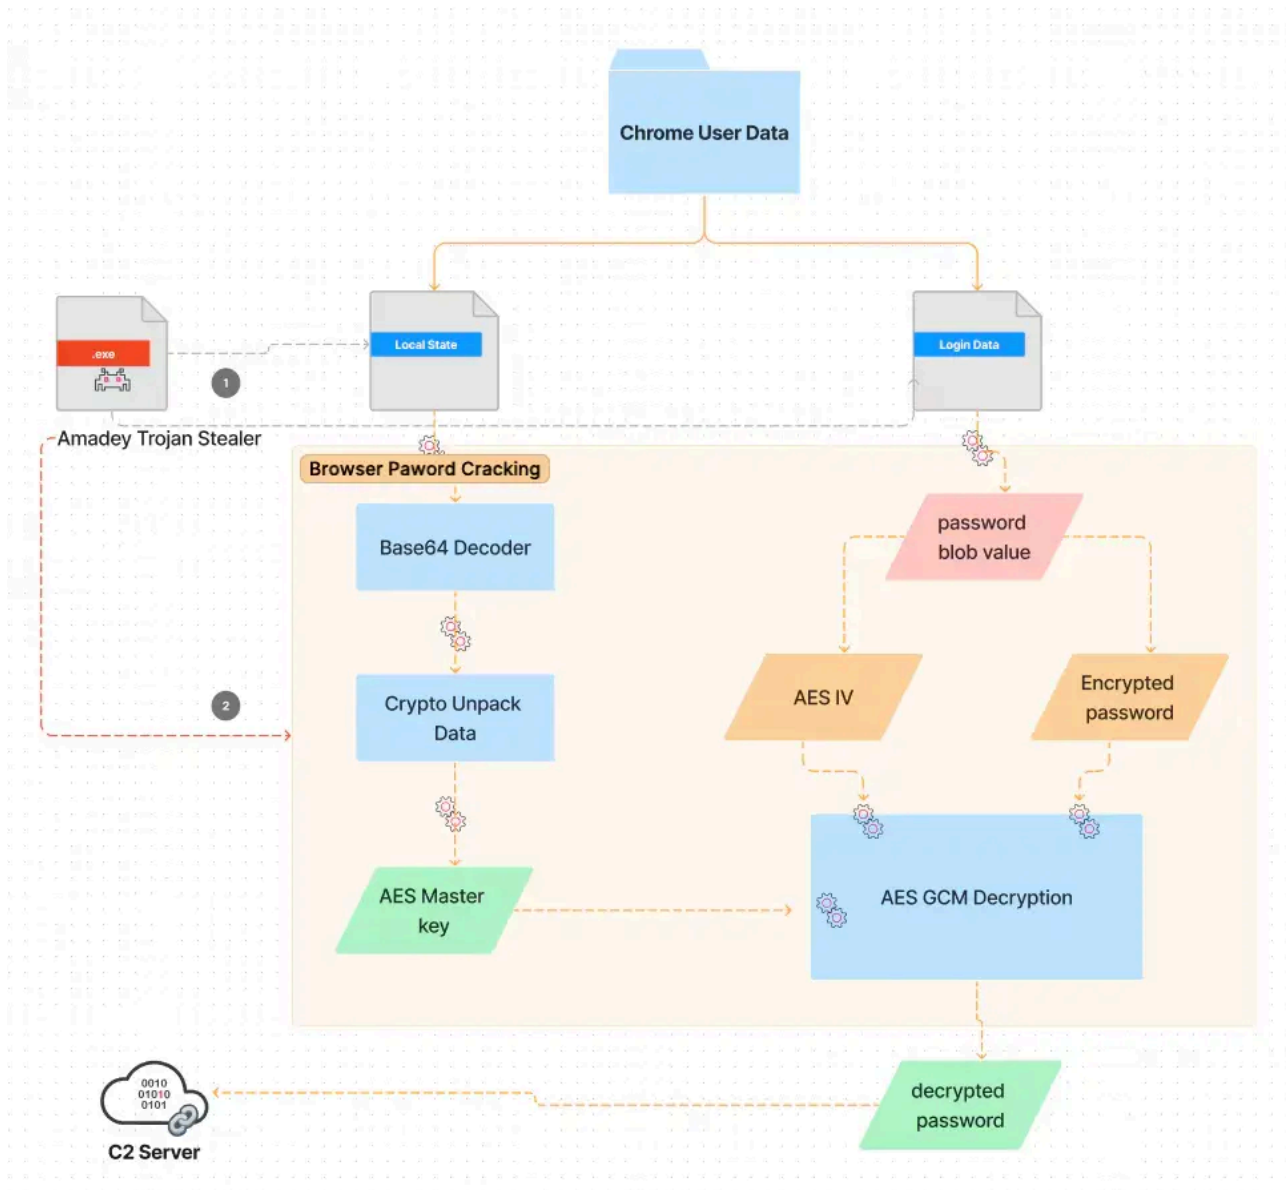 Chrome User Data
.exe
Local State
Login Data
1
Amadey Trojan Stealer
Browser Paword Cracking
Base64 Decoder
password
blob value
Crypto Unpack
Data
AES IV
Encrypted
password
2
AES Master
key
AES GCM Decryption
decrypted
password
0010
01010
0101
C2 Server